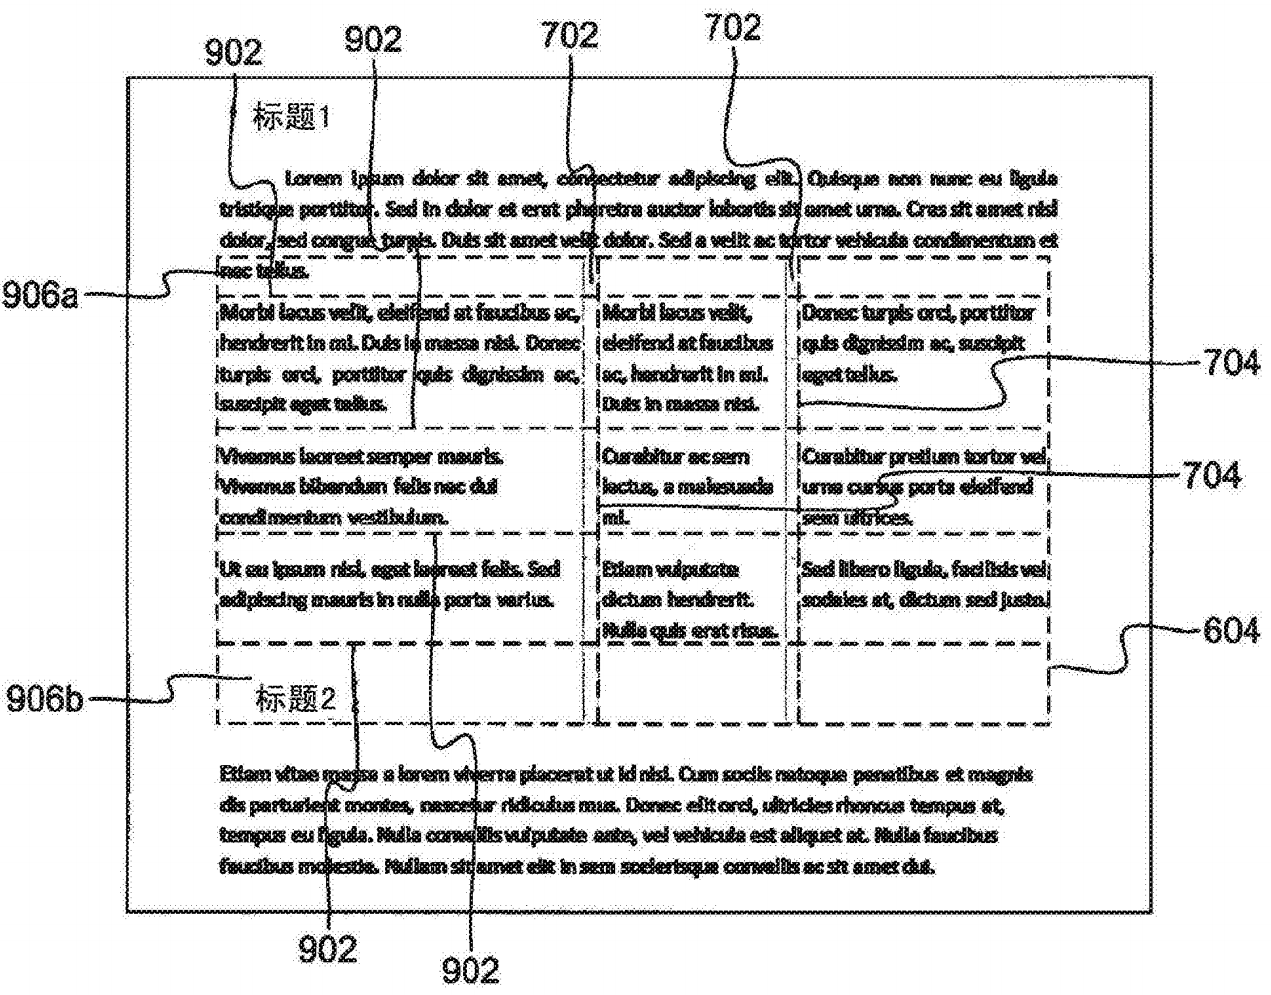 902
902
702
702
标题1
Lorem ipsum dolor sit amet, consectetur adipiscing elit. Quisque non nunc eu ligula
tristique porttitor. Sed in dolor et erat pharetra auctor lobortis sit amet urna. Cras sit amet nisl
dolor, sed congue turpis. Duis sit amet velit dolor. Sed a velit ac tortor vehicula condimentum et
nec tellus.
906a
Morbi lacus velit, eleifend at faucibus ac,
hendrerit in mi. Duis in massa nisi. Donec
turpis orci, porttitor quis dignissim ac,
suscipit eget tellus.
Morbi lacus velit,
eleifend at faucibus
ac, hendrerit in mi.
Duis in massa nisi.
Donec turpis orci, porttitor
quis dignissim ac, suscipit
eget tellus.
704
Vivamus laoreet semper mauris.
Vivamus bibendum felis nec dui
condimentum vestibulum.
Curabitur ac sem
lectus, a malesuada
mi.
Curabitur pretium tortor vel
urna cursus porta eleifend
sem ultrices.
704
Ut eu ipsum nisl, eget laoreet felis. Sed
adipiscing mauris in nulla porta varius.
Etiam vulputate
dictum hendrerit.
Nulla quis erat risus.
Sed libero ligula, facilisis vel
sodales at, dictum sed justo.
604
906b
标题2
Etiam vitae massa a lorem viverra placerat ut id nisl. Cum sociis natoque penatibus et magnis
dis parturient montes, nascetur ridiculus mus. Donec elit orci, ultricies rhoncus tempus at,
tempus eu ligula. Nulla convallis vulputate ante, vel vehicula est aliquet at. Nulla faucibus
faucibus molestie. Nullam sit amet elit in sem scelerisque convallis ac sit amet dui.
902
902